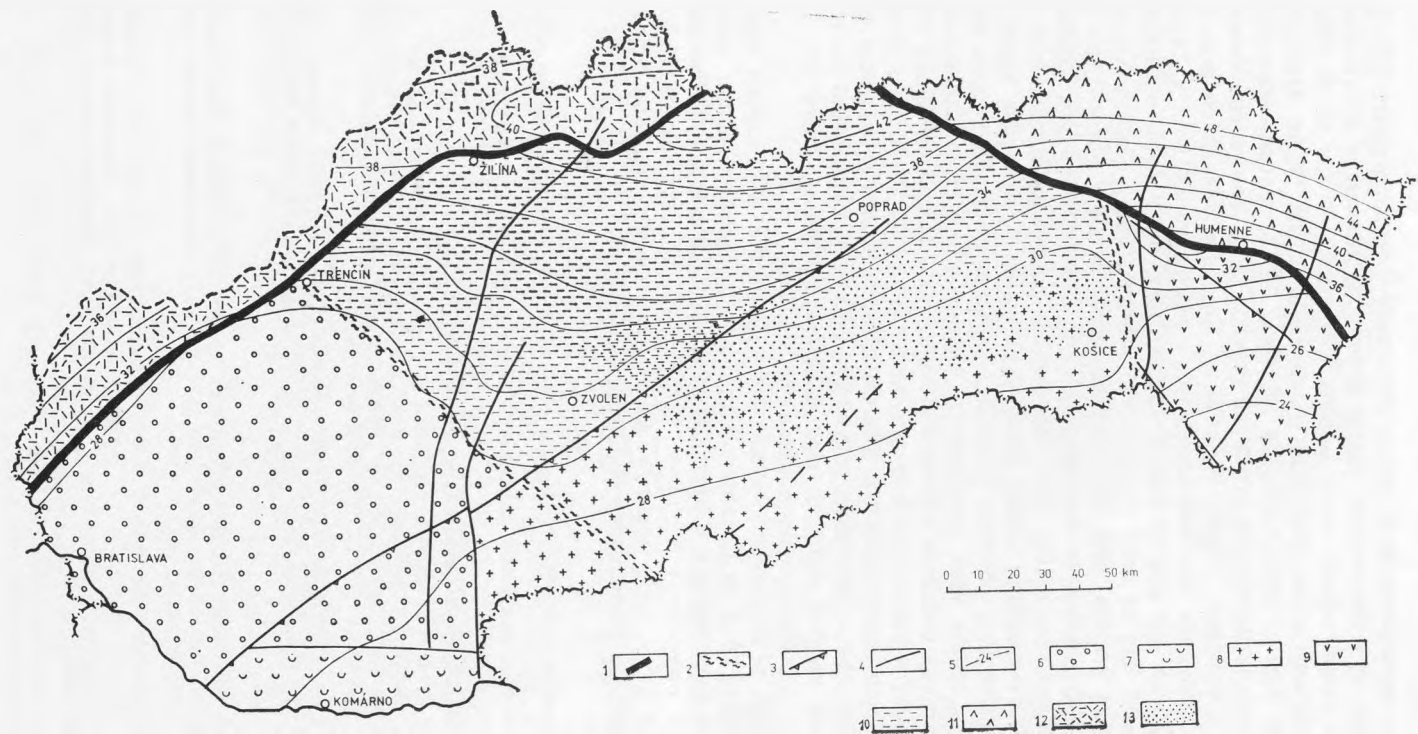 38
40
42
48
ŽILINA
38
38
34
POPRAD
44
HUMENNE
40
TRENČÍN
30
32
36
36
KOŠICE
26
32
ZVOLEN
24
28
28
BRATISLAVA
0 10 20 30 40 50 km
KOMÁRNO
1 2 3 4 5 24 6 7 8 9
10 11 12 13